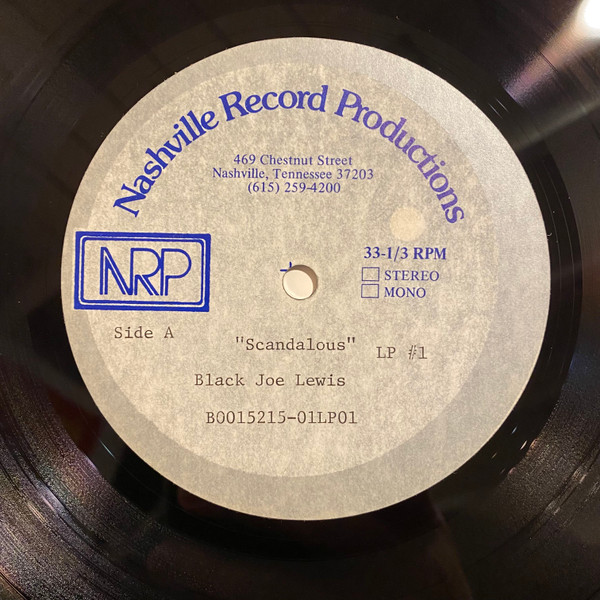 Nashville Record Productions
469 Chestnut Street
Nashville, Tennessee 37203
(615) 259-4200
NRP
33-1/3 RPM
STEREO
MONO
Side A
"Scandalous"
LP #1
Black Joe Lewis
B0015215-01LP01